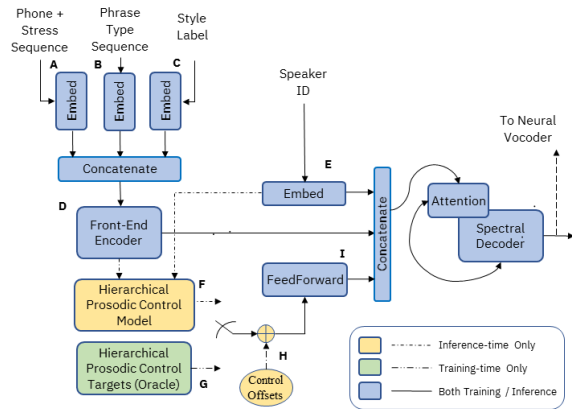 Phone +
Stress
Sequence
Phrase
Type
Sequence
Style
Label
A
B
C
Embed
Embed
Embed
Speaker
ID
To Neural
Vocoder
Concatenate
E
Embed
D
Front-End
Encoder
Concatenate
Attention
Spectral
Decoder
Hierarchical
Prosodic Control
Model
F
I
FeedForward
Hierarchical
Prosodic Control
Targets (Oracle)
G
H
Control
Offsets
Inference-time Only
Training-time Only
Both Training / Inference